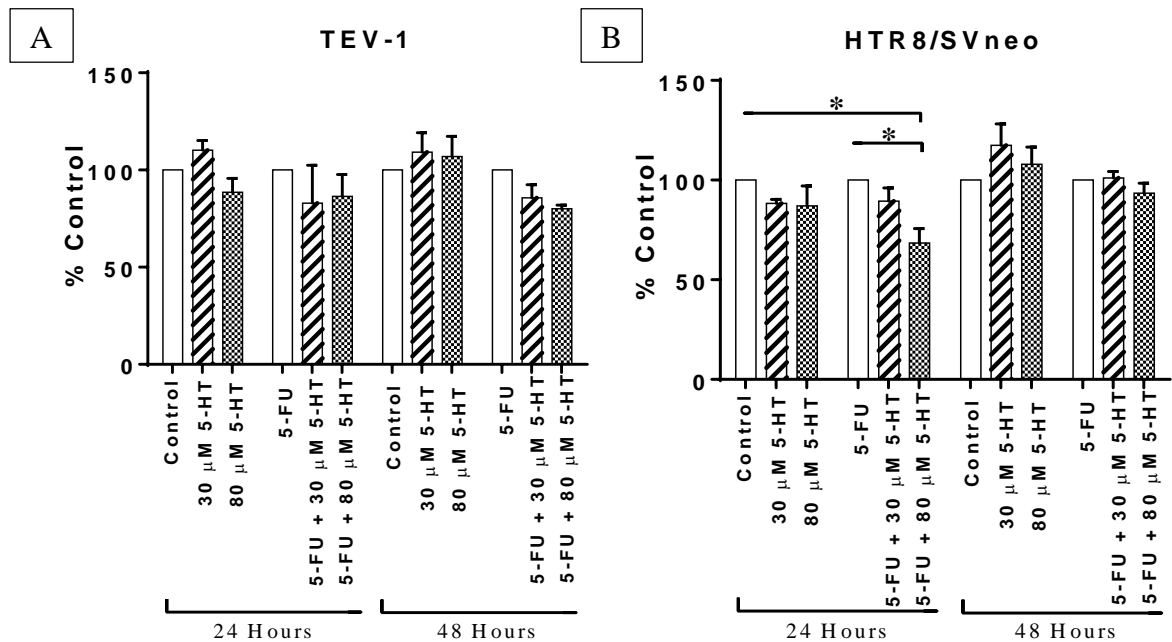 A
TEV-1
% Control
150
100
50
0
Control
30 μM 5-HT
80 μM 5-HT
5-FU
5-FU + 30 μM 5-HT
5-FU + 80 μM 5-HT
Control
30 μM 5-HT
80 μM 5-HT
5-FU
5-FU + 30 μM 5-HT
5-FU + 80 μM 5-HT
24 Hours
48 Hours
B
HTR8/SVneo
% Control
150
100
50
0
*
*
Control
30 μM 5-HT
80 μM 5-HT
5-FU
5-FU + 30 μM 5-HT
5-FU + 80 μM 5-HT
Control
30 μM 5-HT
80 μM 5-HT
5-FU
5-FU + 30 μM 5-HT
5-FU + 80 μM 5-HT
24 Hours
48 Hours